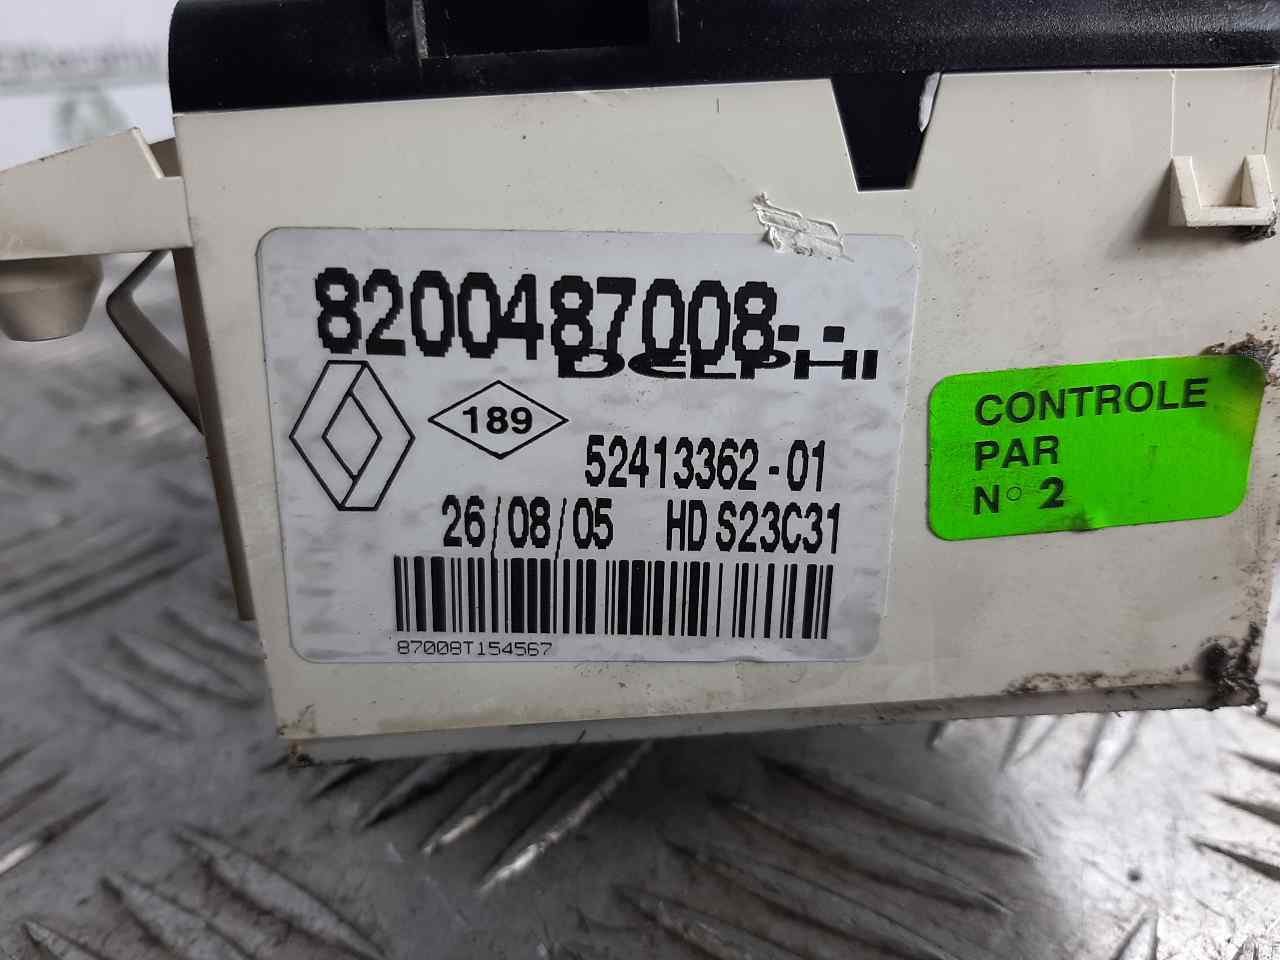 8200487008--
DELPHI
189
52413362-01
26/08/05 HD S23C31
87008T154567
CONTROLE
PAR
N° 2